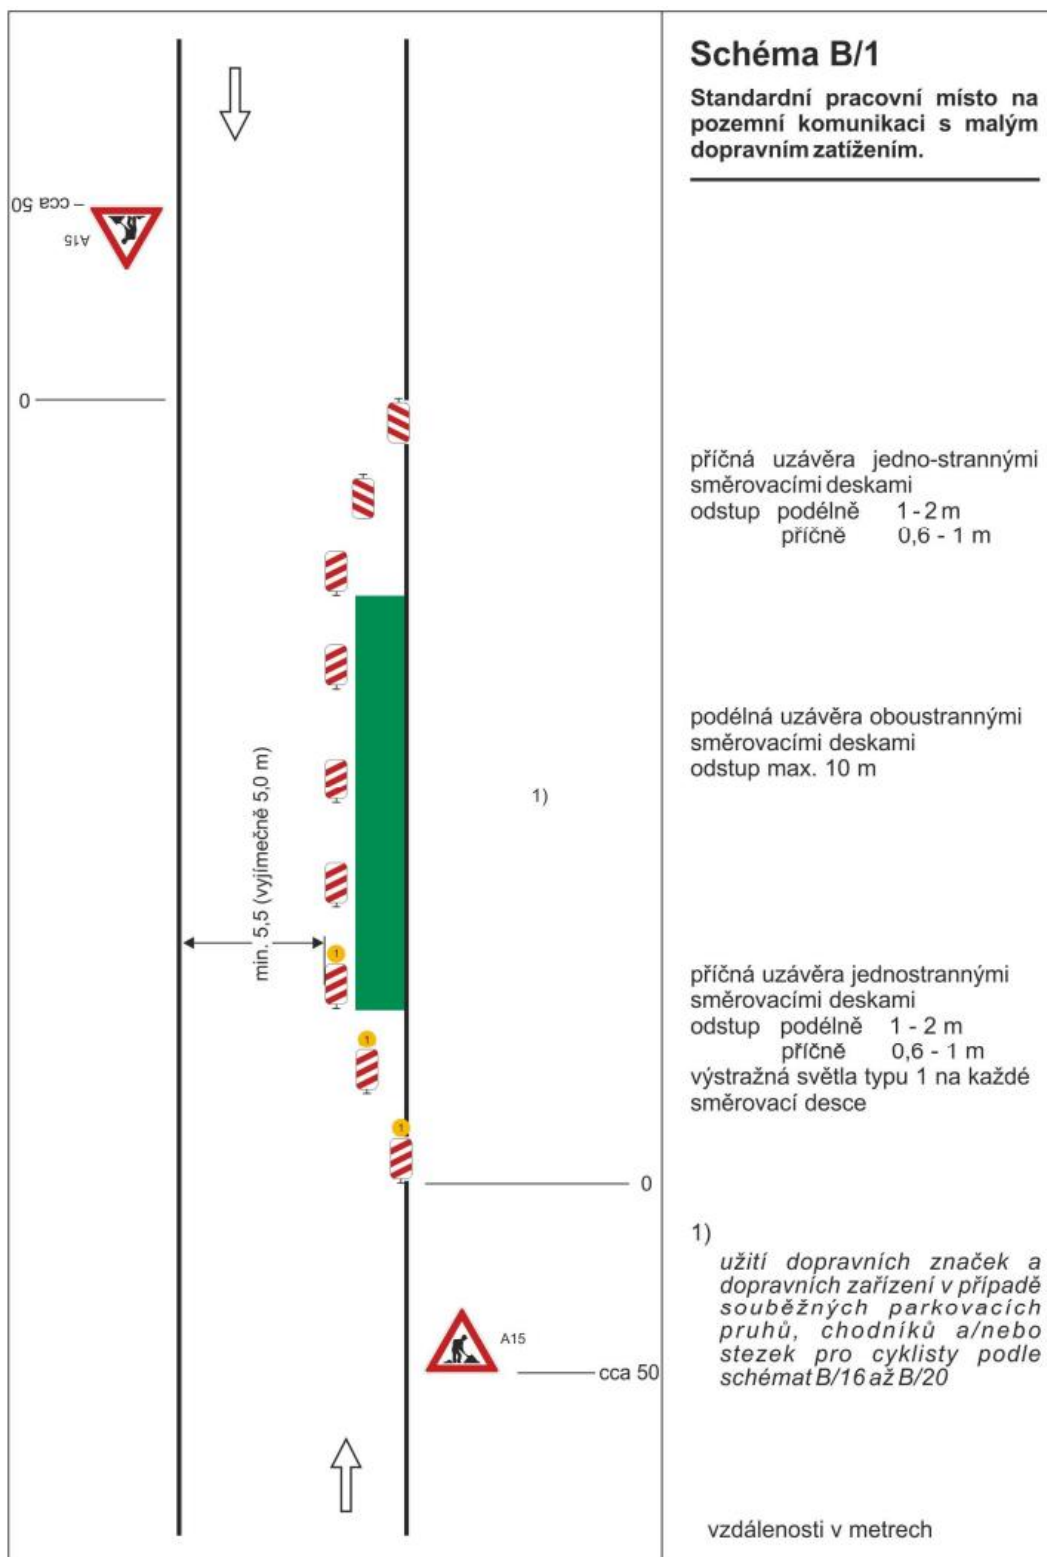 Schéma B/1
Standardní pracovní místo na
pozemní komunikaci s malým
dopravním zatížením.
cca 50
A15
0
příčná uzávěra jedno-strannými
směrovacími deskami
odstup podélně 1 - 2 m
příčně 0,6 - 1 m
podélná uzávěra oboustrannými
směrovacími deskami
odstup max. 10 m
1)
min. 5,5 (vyjímečně 5,0 m)
1
1
1
příčná uzávěra jednostrannými
směrovacími deskami
odstup podélně 1 - 2 m
příčně 0,6 - 1 m
výstražná světla typu 1 na každé
směrovací desce
0
A15
cca 50
1)
užití dopravních značek a
dopravních zařízení v případě
souběžných parkovacích
pruhů, chodníků a/nebo
stezek pro cyklisty podle
schémat B/16 až B/20
vzdálenosti v metrech